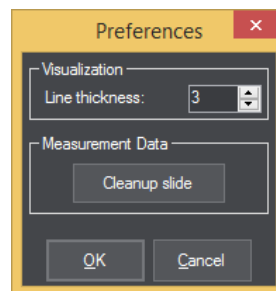 Preferences
Visualization
Line thickness: 3
Measurement Data
Cleanup slide
OK Cancel